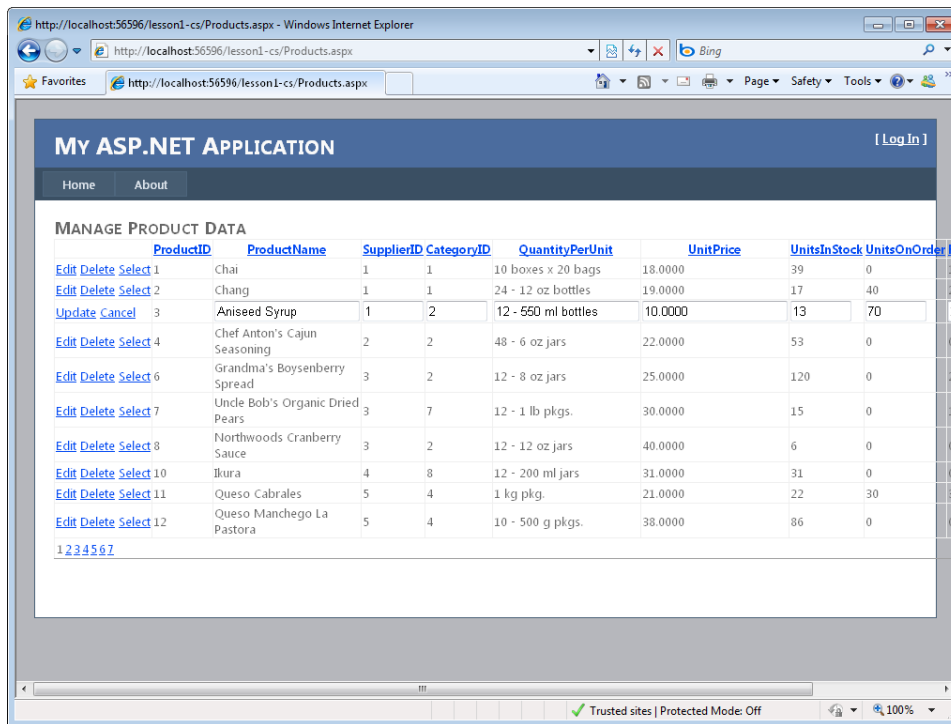 http://localhost:56596/lesson1-cs/Products.aspx - Windows Internet Explorer
http://localhost:56596/lesson1-cs/Products.aspx
Bing
Favorites
http://localhost:56596/lesson1-cs/Products.aspx
Page Safety Tools
MY ASP.NET APPLICATION
[ Log In ]
Home About
MANAGE PRODUCT DATA
ProductID ProductName SupplierID CategoryID QuantityPerUnit UnitPrice UnitsInStock UnitsOnOrder
Edit Delete Select 1 Chai 1 1 10 boxes x 20 bags 18.0000 39 0
Edit Delete Select 2 Chang 1 1 24 - 12 oz bottles 19.0000 17 40
Update Cancel 3 Aniseed Syrup 1 2 12 - 550 ml bottles 10.0000 13 70
Edit Delete Select 4 Chef Anton's Cajun Seasoning 2 2 48 - 6 oz jars 22.0000 53 0
Edit Delete Select 6 Grandma's Boysenberry Spread 3 2 12 - 8 oz jars 25.0000 120 0
Edit Delete Select 7 Uncle Bob's Organic Dried Pears 3 7 12 - 1 lb pkgs. 30.0000 15 0
Edit Delete Select 8 Northwoods Cranberry Sauce 3 2 12 - 12 oz jars 40.0000 6 0
Edit Delete Select 10 Ikura 4 8 12 - 200 ml jars 31.0000 31 0
Edit Delete Select 11 Queso Cabrales 5 4 1 kg pkg. 21.0000 22 30
Edit Delete Select 12 Queso Manchego La Pastora 5 4 10 - 500 g pkgs. 38.0000 86 0
1 2 3 4 5 6 7
Trusted sites | Protected Mode: Off 100%